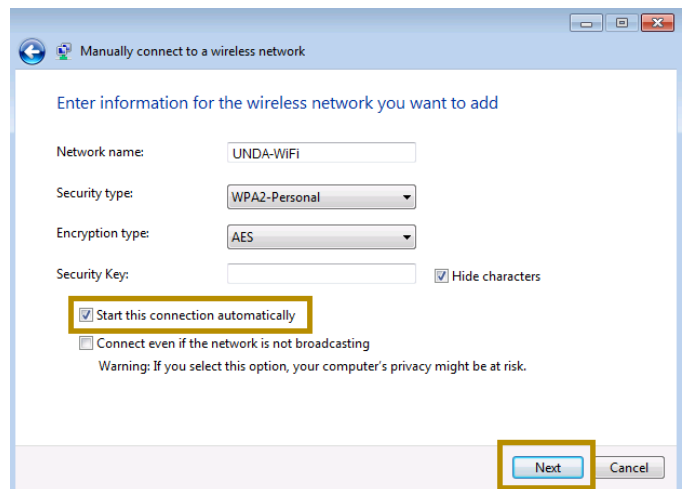 Manually connect to a wireless network
Enter information for the wireless network you want to add
Network name: UNDA-WiFi
Security type: WPA2-Personal
Encryption type: AES
Security Key: Hide characters
Start this connection automatically
Connect even if the network is not broadcasting
Warning: If you select this option, your computer's privacy might be at risk.
Next Cancel